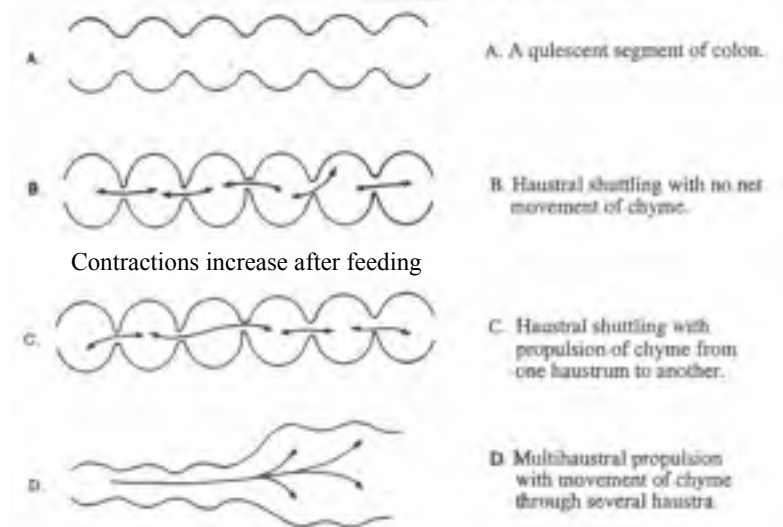 A.
A. A quiescent segment of colon.
B.
B. Haustral shuttling with no net
movement of chyme.
Contractions increase after feeding
C.
C. Haustral shuttling with
propulsion of chyme from
one haustrum to another.
D.
D. Multihaustral propulsion
with movement of chyme
through several haustra